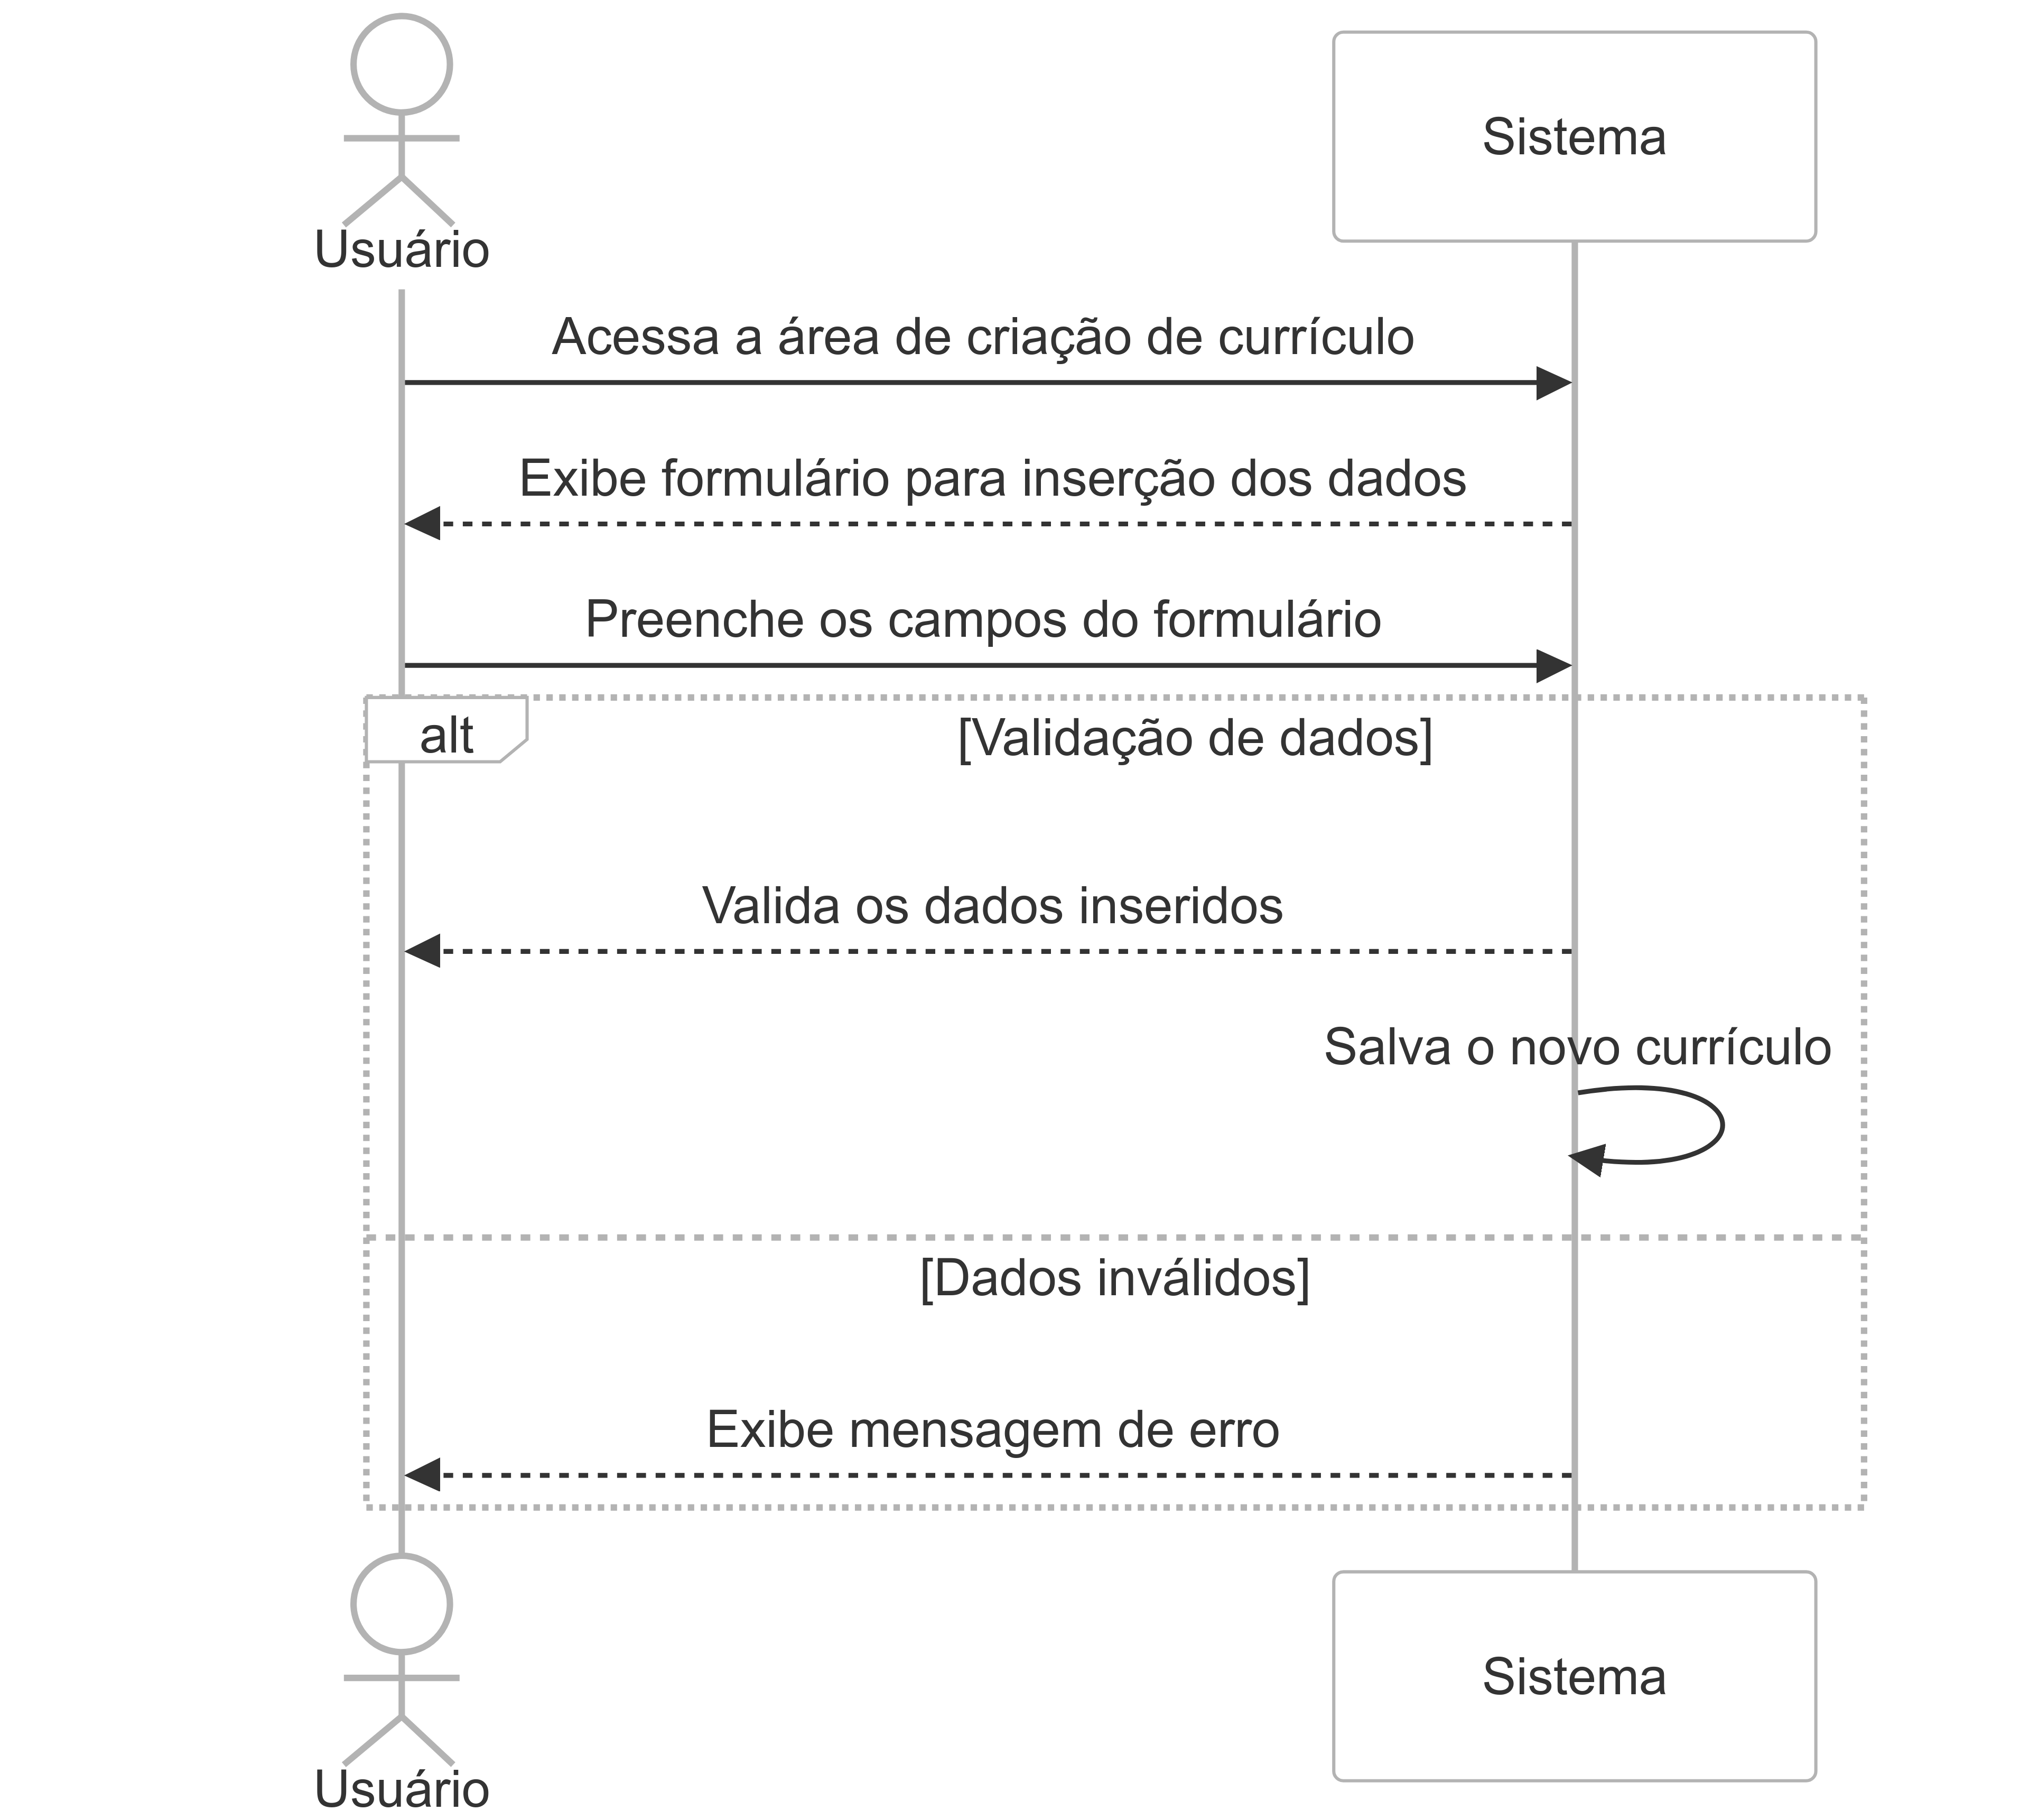 Usuário
Sistema
Acessa a área de criação de currículo
Exibe formulário para inserção dos dados
Preenche os campos do formulário
alt
[Validação de dados]
Valida os dados inseridos
Salva o novo currículo
[Dados inválidos]
Exibe mensagem de erro
Usuário
Sistema